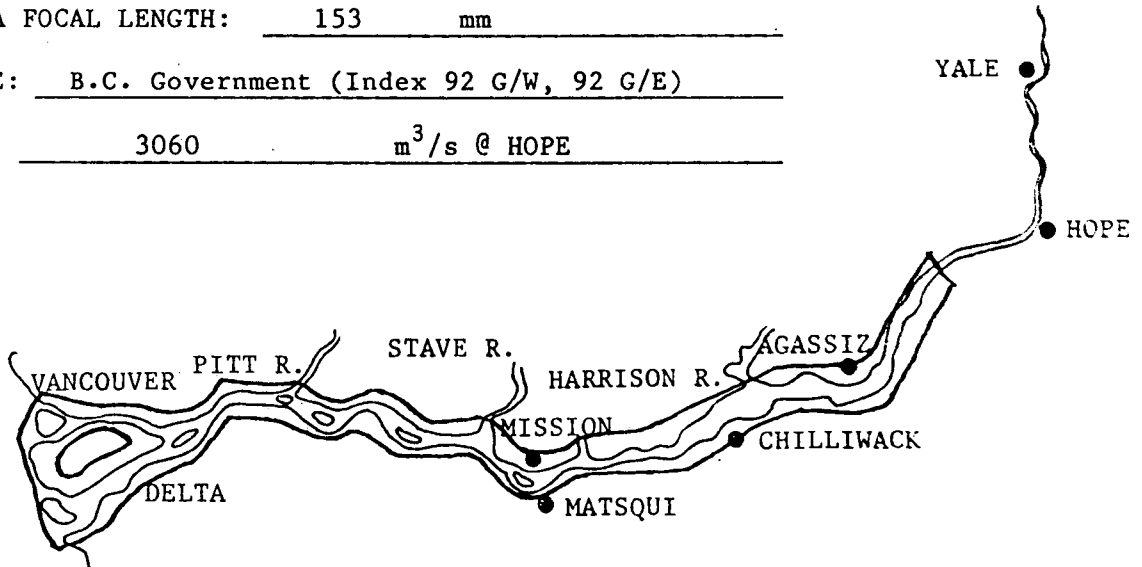 A FOCAL LENGTH: 153 mm
E: B.C. Government (Index 92 G/W, 92 G/E)
3060 m³/s @ HOPE
YALE
HOPE
STAVE R.
AGASSIZ
PITT R.
HARRISON R.
VANCOUVER
MISSION
CHILLIWACK
DELTA
MATSQUI